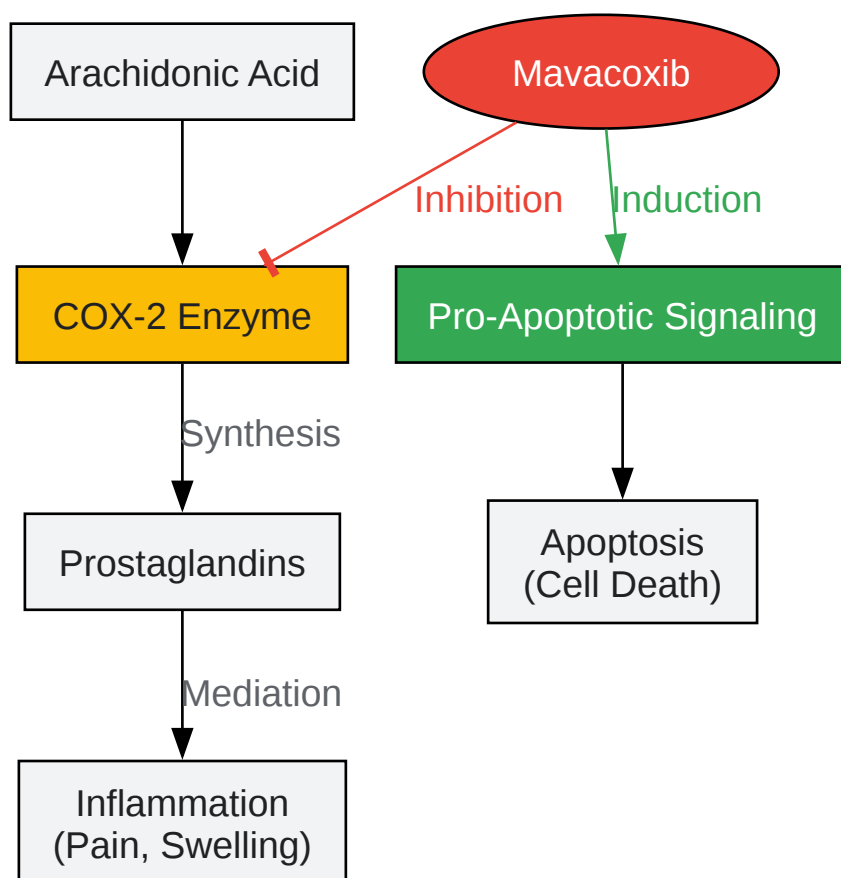 Arachidonic Acid
Mavacoxib
Inhibition
Induction
COX-2 Enzyme
Pro-Apoptotic Signaling
Synthesis
Prostaglandins
Apoptosis
(Cell Death)
Mediation
Inflammation
(Pain, Swelling)